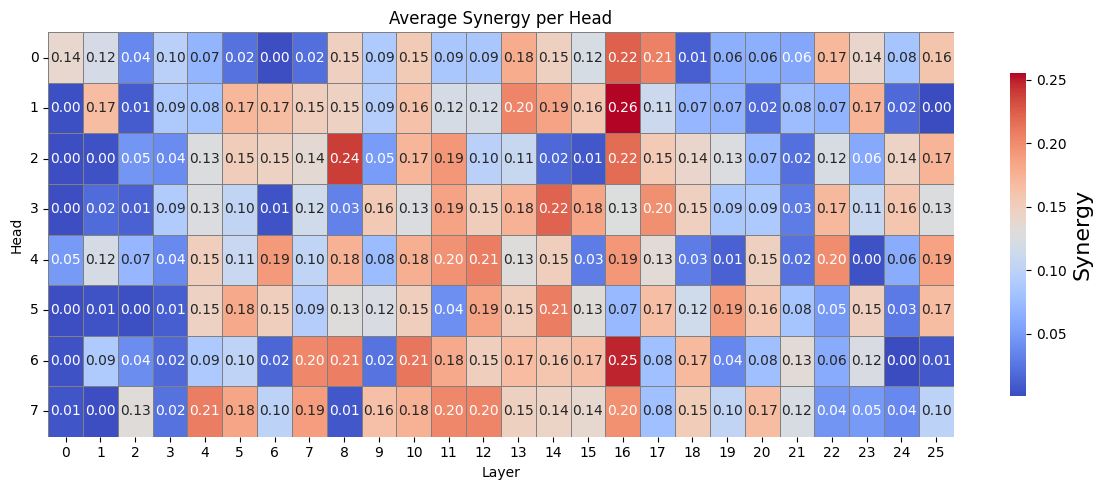 Average Synergy per Head
0 0.14 0.12 0.04 0.10 0.07 0.02 0.00 0.02 0.15 0.09 0.15 0.09 0.09 0.18 0.15 0.12 0.22 0.21 0.01 0.06 0.06 0.06 0.17 0.14 0.08 0.16
1 0.00 0.17 0.01 0.09 0.08 0.17 0.17 0.15 0.15 0.09 0.16 0.12 0.12 0.20 0.19 0.16 0.26 0.11 0.07 0.07 0.02 0.08 0.07 0.17 0.02 0.00
2 0.00 0.00 0.05 0.04 0.13 0.15 0.15 0.14 0.24 0.05 0.17 0.19 0.10 0.11 0.02 0.01 0.22 0.15 0.14 0.13 0.07 0.02 0.12 0.06 0.14 0.17
3 0.00 0.02 0.01 0.09 0.13 0.10 0.01 0.12 0.03 0.16 0.13 0.19 0.15 0.18 0.22 0.18 0.13 0.20 0.15 0.09 0.09 0.03 0.17 0.11 0.16 0.13
4 0.05 0.12 0.07 0.04 0.15 0.11 0.19 0.10 0.18 0.08 0.18 0.20 0.21 0.13 0.15 0.03 0.19 0.13 0.03 0.01 0.15 0.02 0.20 0.00 0.06 0.19
5 0.00 0.01 0.00 0.01 0.15 0.18 0.15 0.09 0.13 0.12 0.15 0.04 0.19 0.15 0.21 0.13 0.07 0.17 0.12 0.19 0.16 0.08 0.05 0.15 0.03 0.17
6 0.00 0.09 0.04 0.02 0.09 0.10 0.02 0.20 0.21 0.02 0.21 0.18 0.15 0.17 0.16 0.17 0.25 0.08 0.17 0.04 0.08 0.13 0.06 0.12 0.00 0.01
7 0.01 0.00 0.13 0.02 0.21 0.18 0.10 0.19 0.01 0.16 0.18 0.20 0.20 0.15 0.14 0.14 0.20 0.08 0.15 0.10 0.17 0.12 0.04 0.05 0.04 0.10
0 1 2 3 4 5 6 7 8 9 10 11 12 13 14 15 16 17 18 19 20 21 22 23 24 25
Layer
Head
0.25
0.20
0.15
0.10
0.05
Synergy